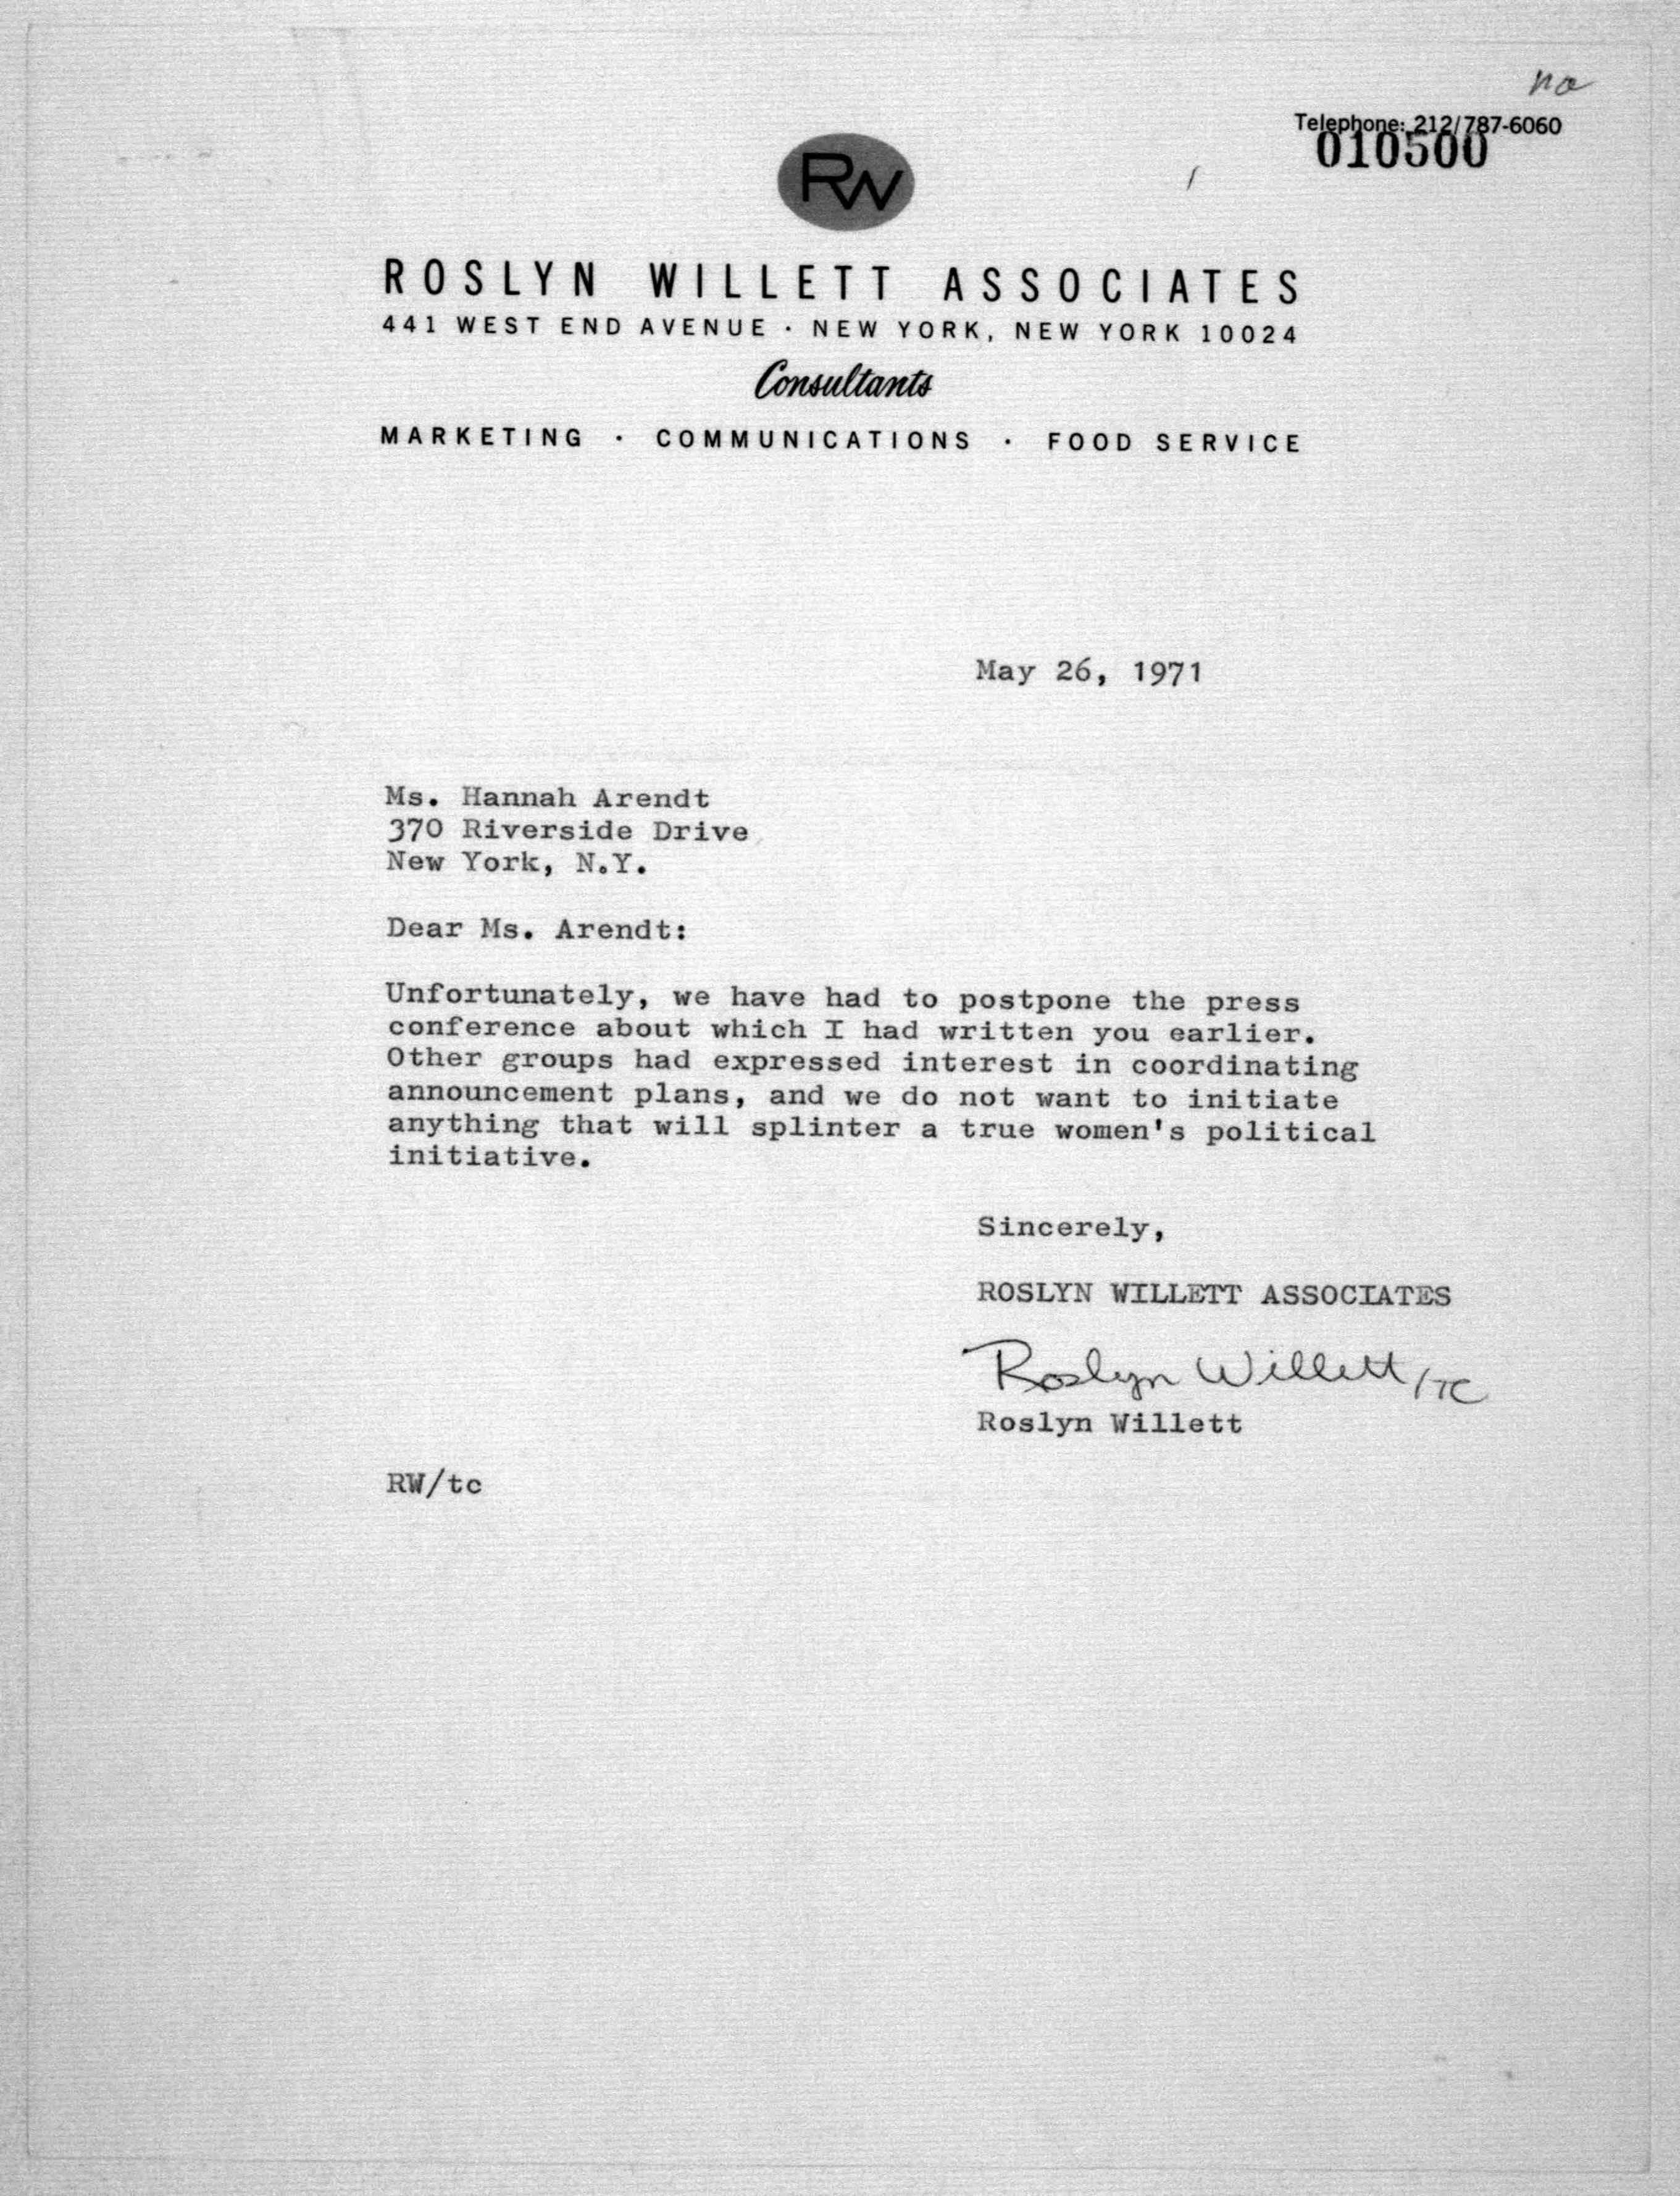 no
Telephone: 212/787-6060
010500
RW
ROSLYN WILLETT ASSOCIATES
441 WEST END AVENUE · NEW YORK, NEW YORK 10024
Consultants
MARKETING · COMMUNICATIONS · FOOD SERVICE
May 26, 1971
Ms. Hannah Arendt
370 Riverside Drive
New York, N.Y.
Dear Ms. Arendt:
Unfortunately, we have had to postpone the press
conference about which I had written you earlier.
Other groups had expressed interest in coordinating
announcement plans, and we do not want to initiate
anything that will splinter a true women's political
initiative.
Sincerely,
ROSLYN WILLETT ASSOCIATES
Roslyn Willett/TC
Roslyn Willett
RW/tc